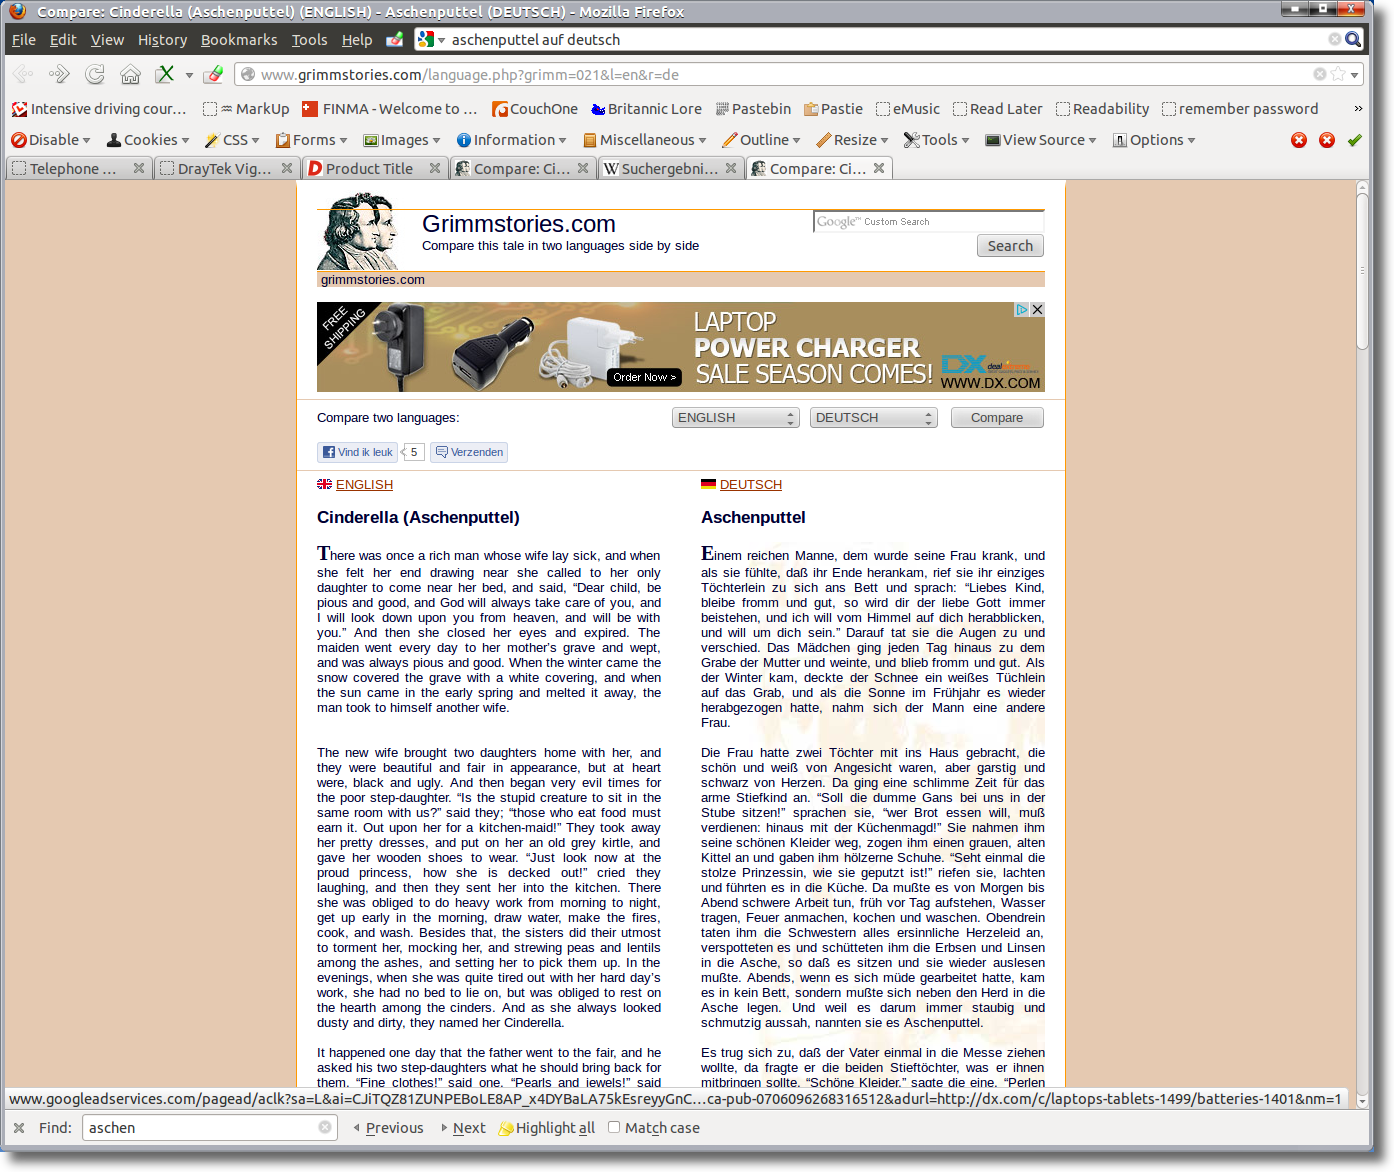 Compare: Cinderella (Aschenputtel) (ENGLISH) - Aschenputtel (DEUTSCH) - Mozilla Firefox
File Edit View History Bookmarks Tools Help aschenputtel auf deutsch
www.grimmstories.com/language.php?grimm=021&l=en&r=de
Intensive driving cour... MarkUp FINMA - Welcome to ... CouchOne Britannic Lore Pastebin Pastie eMusic Read Later Readability remember password »
Disable Cookies CSS Forms Images Information Miscellaneous Outline Resize Tools View Source Options
Telephone ... DrayTek Vig... Product Title Compare: Ci... Suchergebni... Compare: Ci...
Grimmstories.com
Compare this tale in two languages side by side
Google™ Custom Search
Search
grimmstories.com
FREE
SHIPPING
LAPTOP
POWER CHARGER
SALE SEASON COMES!
Order Now >
DX
WWW.DX.COM
Compare two languages: ENGLISH DEUTSCH Compare
Vind ik leuk 5 Verzenden
ENGLISH
Cinderella (Aschenputtel)
There was once a rich man whose wife lay sick, and when
she felt her end drawing near she called to her only
daughter to come near her bed, and said, “Dear child, be
pious and good, and God will always take care of you, and
I will look down upon you from heaven, and will be with
you.” And then she closed her eyes and expired. The
maiden went every day to her mother’s grave and wept,
and was always pious and good. When the winter came the
snow covered the grave with a white covering, and when
the sun came in the early spring and melted it away, the
man took to himself another wife.
The new wife brought two daughters home with her, and
they were beautiful and fair in appearance, but at heart
were, black and ugly. And then began very evil times for
the poor step-daughter. “Is the stupid creature to sit in the
same room with us?” said they; “those who eat food must
earn it. Out upon her for a kitchen-maid!” They took away
her pretty dresses, and put on her an old grey kirtle, and
gave her wooden shoes to wear. “Just look now at the
proud princess, how she is decked out!” cried they
laughing, and then they sent her into the kitchen. There
she was obliged to do heavy work from morning to night,
get up early in the morning, draw water, make the fires,
cook, and wash. Besides that, the sisters did their utmost
to torment her, mocking her, and strewing peas and lentils
among the ashes, and setting her to pick them up. In the
evenings, when she was quite tired out with her hard day’s
work, she had no bed to lie on, but was obliged to rest on
the hearth among the cinders. And as she always looked
dusty and dirty, they named her Cinderella.
It happened one day that the father went to the fair, and he
asked his two step-daughters what he should bring back for
them. “Fine clothes!” said one. “Pearls and jewels!” said
DEUTSCH
Aschenputtel
Einem reichen Manne, dem wurde seine Frau krank, und
als sie fühlte, daß ihr Ende herankam, rief sie ihr einziges
Töchterlein zu sich ans Bett und sprach: “Liebes Kind,
bleibe fromm und gut, so wird dir der liebe Gott immer
beistehen, und ich will vom Himmel auf dich herabblicken,
und will um dich sein.” Darauf tat sie die Augen zu und
verschied. Das Mädchen ging jeden Tag hinaus zu dem
Grabe der Mutter und weinte, und blieb fromm und gut. Als
der Winter kam, deckte der Schnee ein weißes Tüchlein
auf das Grab, und als die Sonne im Frühjahr es wieder
herabgezogen hatte, nahm sich der Mann eine andere
Frau.
Die Frau hatte zwei Töchter mit ins Haus gebracht, die
schön und weiß von Angesicht waren, aber garstig und
schwarz von Herzen. Da ging eine schlimme Zeit für das
arme Stiefkind an. “Soll die dumme Gans bei uns in der
Stube sitzen!” sprachen sie, “wer Brot essen will, muß
verdienen: hinaus mit der Küchenmagd!” Sie nahmen ihm
seine schönen Kleider weg, zogen ihm einen grauen, alten
Kittel an und gaben ihm hölzerne Schuhe. “Seht einmal die
stolze Prinzessin, wie sie geputzt ist!” riefen sie, lachten
und führten es in die Küche. Da mußte es von Morgen bis
Abend schwere Arbeit tun, früh vor Tag aufstehen, Wasser
tragen, Feuer anmachen, kochen und waschen. Obendrein
taten ihm die Schwestern alles ersinnliche Herzeleid an,
verspotteten es und schütteten ihm die Erbsen und Linsen
in die Asche, so daß es sitzen und sie wieder auslesen
mußte. Abends, wenn es sich müde gearbeitet hatte, kam
es in kein Bett, sondern mußte sich neben den Herd in die
Asche legen. Und weil es darum immer staubig und
schmutzig aussah, nannten sie es Aschenputtel.
Es trug sich zu, daß der Vater einmal in die Messe ziehen
wollte, da fragte er die beiden Stieftöchter, was er ihnen
mitbringen sollte. “Schöne Kleider,” sagte die eine, “Perlen
www.googleadservices.com/pagead/aclk?sa=L&ai=CJiTQZ81ZUNPEBoLE8AP_x4DYBaLA75kEsreyyGnC...ca-pub-0706096268316512&adurl=http://dx.com/c/laptops-tablets-1499/batteries-1401&nm=1
Find: aschen Previous Next Highlight all Match case